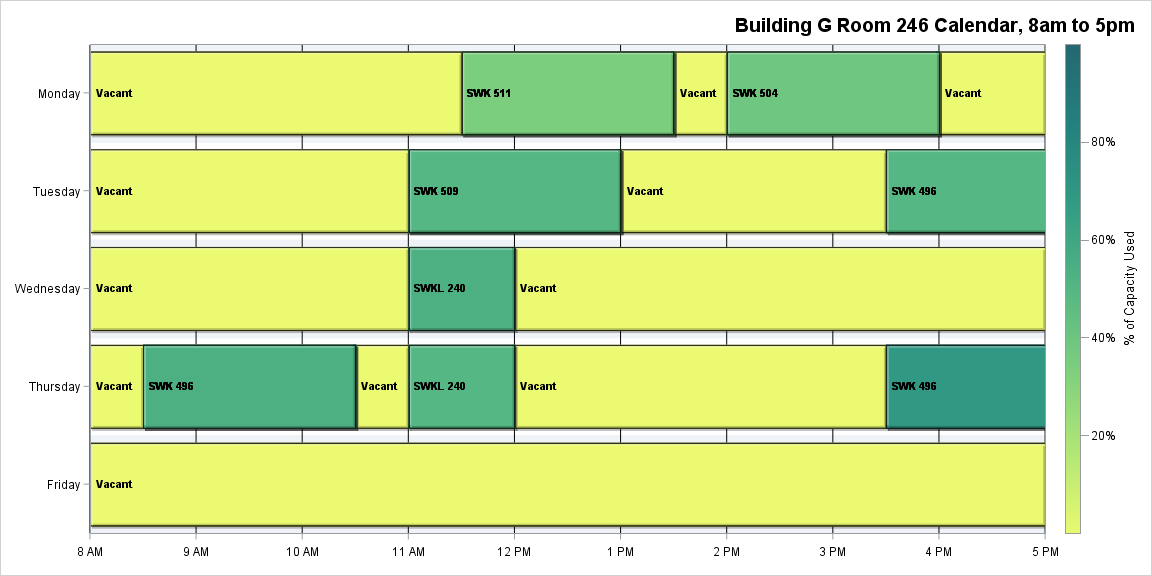 Building G Room 246 Calendar, 8am to 5pm
Monday
Vacant
SWK 511
Vacant
SWK 504
Vacant
Tuesday
Vacant
SWK 509
Vacant
SWK 496
Wednesday
Vacant
SWKL 240
Vacant
Thursday
Vacant
SWK 496
Vacant
SWKL 240
Vacant
SWK 496
Friday
Vacant
8 AM
9 AM
10 AM
11 AM
12 PM
1 PM
2 PM
3 PM
4 PM
5 PM
80%
60%
40%
20%
% of Capacity Used